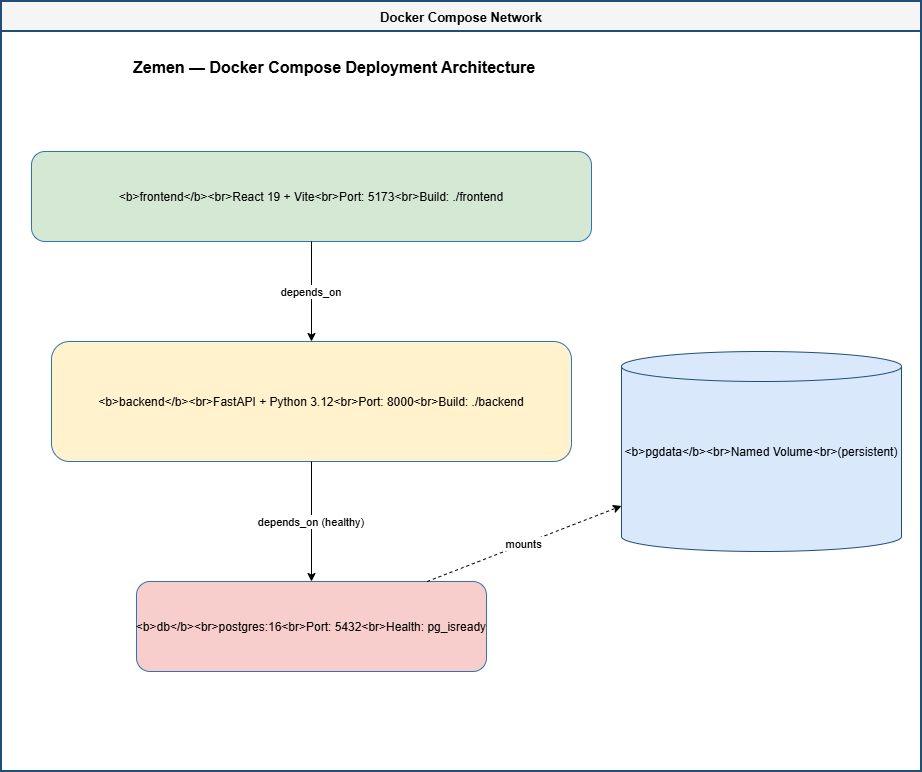 Docker Compose Network
Zemen — Docker Compose Deployment Architecture
<b>frontend</b><br>React 19 + Vite<br>Port: 5173<br>Build: ./frontend
depends_on
<b>backend</b><br>FastAPI + Python 3.12<br>Port: 8000<br>Build: ./backend
<b>pgdata</b><br>Named Volume<br>(persistent)
depends_on (healthy)
mounts
<b>db</b><br>postgres:16<br>Port: 5432<br>Health: pg_isready